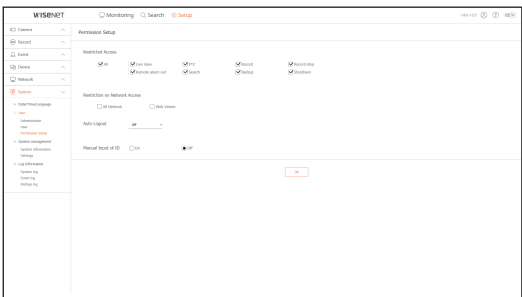 WISENET Monitoring Search Setup
Camera
Record
Event
Device
Network
System
Date/Time/Language
User
Administrator
User
Permission Setup
System management
System information
Settings
Log information
System log
Event log
Backup log
Permission Setup
Restricted Access
All Live View PTZ Record Record stop
Remote alarm out Search Backup Shutdown
Restriction on Network Access
All Network Web Viewer
Auto Logout Off
Manual Input of ID On Off
OK